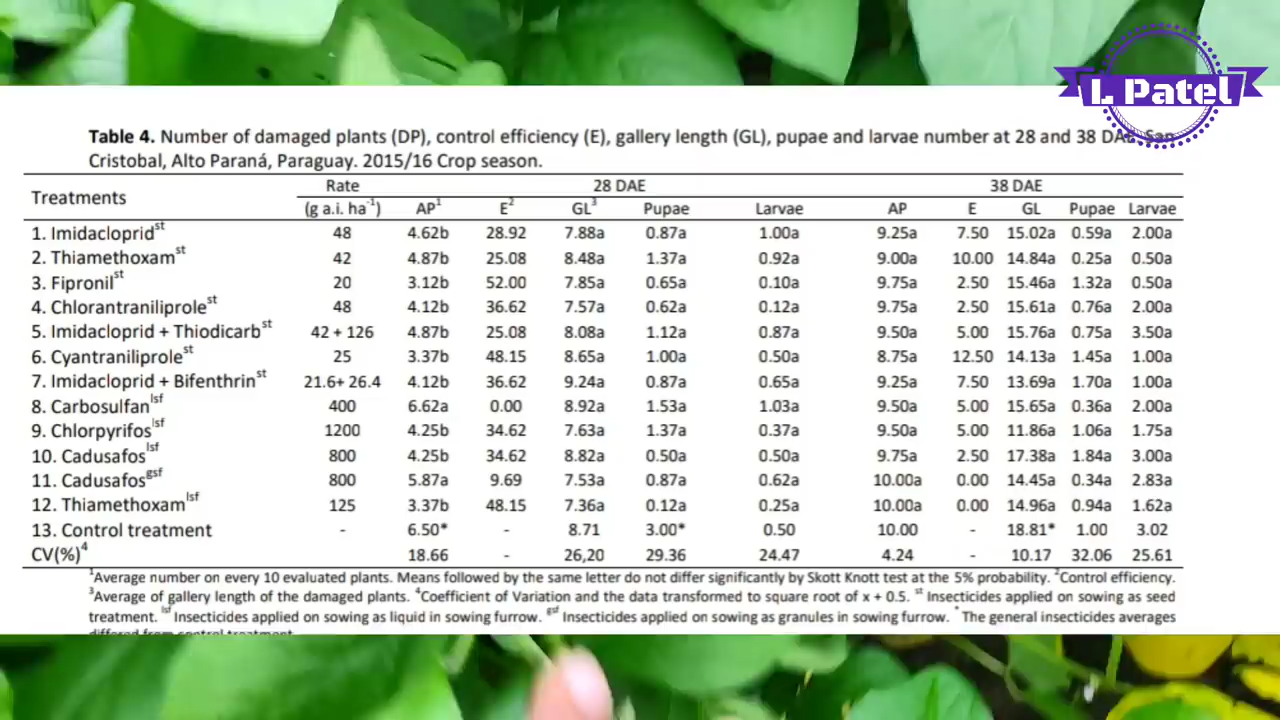 L Patel
Table 4. Number of damaged plants (DP), control efficiency (E), gallery length (GL), pupae and larvae number at 28 and 38 DAE. San
Cristobal, Alto Paraná, Paraguay. 2015/16 Crop season.
Treatments Rate 28 DAE 38 DAE
(g a.i. ha-1) AP1 E2 GL3 Pupae Larvae AP E GL Pupae Larvae
1. Imidaclopridst 48 4.62b 28.92 7.88a 0.87a 1.00a 9.25a 7.50 15.02a 0.59a 2.00a
2. Thiamethoxamst 42 4.87b 25.08 8.48a 1.37a 0.92a 9.00a 10.00 14.84a 0.25a 0.50a
3. Fipronilst 20 3.12b 52.00 7.85a 0.65a 0.10a 9.75a 2.50 15.46a 1.32a 0.50a
4. Chlorantraniliprolest 48 4.12b 36.62 7.57a 0.62a 0.12a 9.75a 2.50 15.61a 0.76a 2.00a
5. Imidacloprid + Thiodicarbst 42 + 126 4.87b 25.08 8.08a 1.12a 0.87a 9.50a 5.00 15.76a 0.75a 3.50a
6. Cyantraniliprolest 25 3.37b 48.15 8.65a 1.00a 0.50a 8.75a 12.50 14.13a 1.45a 1.00a
7. Imidacloprid + Bifenthrinst 21.6+ 26.4 4.12b 36.62 9.24a 0.87a 0.65a 9.25a 7.50 13.69a 1.70a 1.00a
8. Carbosulfanlsf 400 6.62a 0.00 8.92a 1.53a 1.03a 9.50a 5.00 15.65a 0.36a 2.00a
9. Chlorpyrifoslsf 1200 4.25b 34.62 7.63a 1.37a 0.37a 9.50a 5.00 11.86a 1.06a 1.75a
10. Cadusafoslsf 800 4.25b 34.62 8.82a 0.50a 0.50a 9.75a 2.50 17.38a 1.84a 3.00a
11. Cadusafosgsf 800 5.87a 9.69 7.53a 0.87a 0.62a 10.00a 0.00 14.45a 0.34a 2.83a
12. Thiamethoxamlsf 125 3.37b 48.15 7.36a 0.12a 0.25a 10.00a 0.00 14.96a 0.94a 1.62a
13. Control treatment - 6.50* - 8.71 3.00* 0.50 10.00 - 18.81* 1.00 3.02
CV(%)4 18.66 - 26,20 29.36 24.47 4.24 - 10.17 32.06 25.61
1Average number on every 10 evaluated plants. Means followed by the same letter do not differ significantly by Skott Knott test at the 5% probability. 2Control efficiency.
3Average of gallery length of the damaged plants. 4Coefficient of Variation and the data transformed to square root of x + 0.5. st Insecticides applied on sowing as seed
treatment. lsf Insecticides applied on sowing as liquid in sowing furrow. gsf Insecticides applied on sowing as granules in sowing furrow. * The general insecticides averages
differed from control treatment.